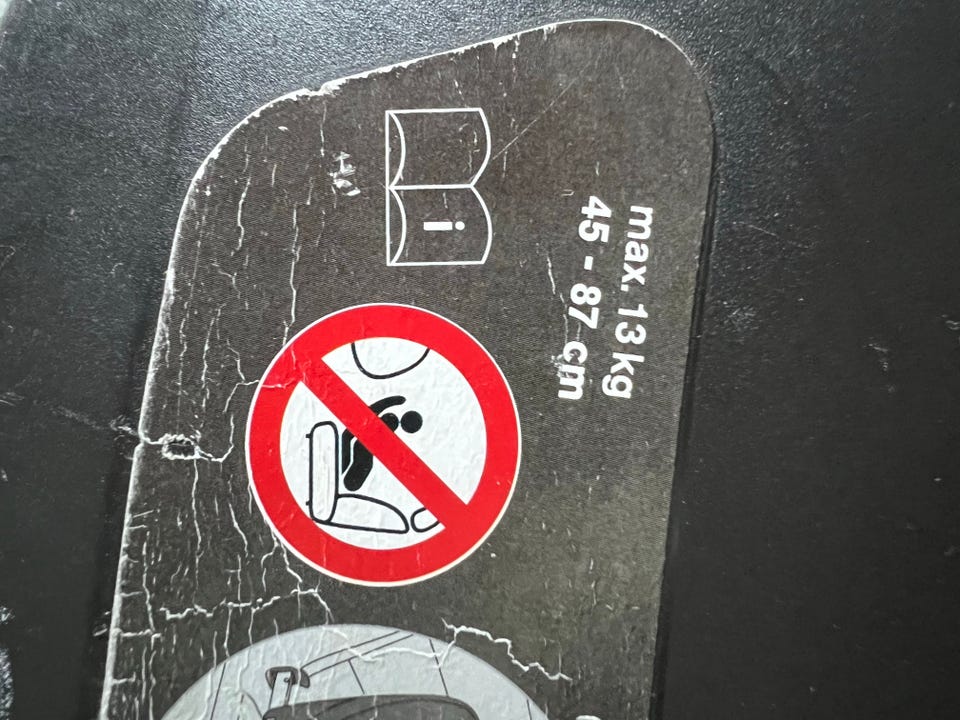 max. 13 kg
45 - 87 cm
i